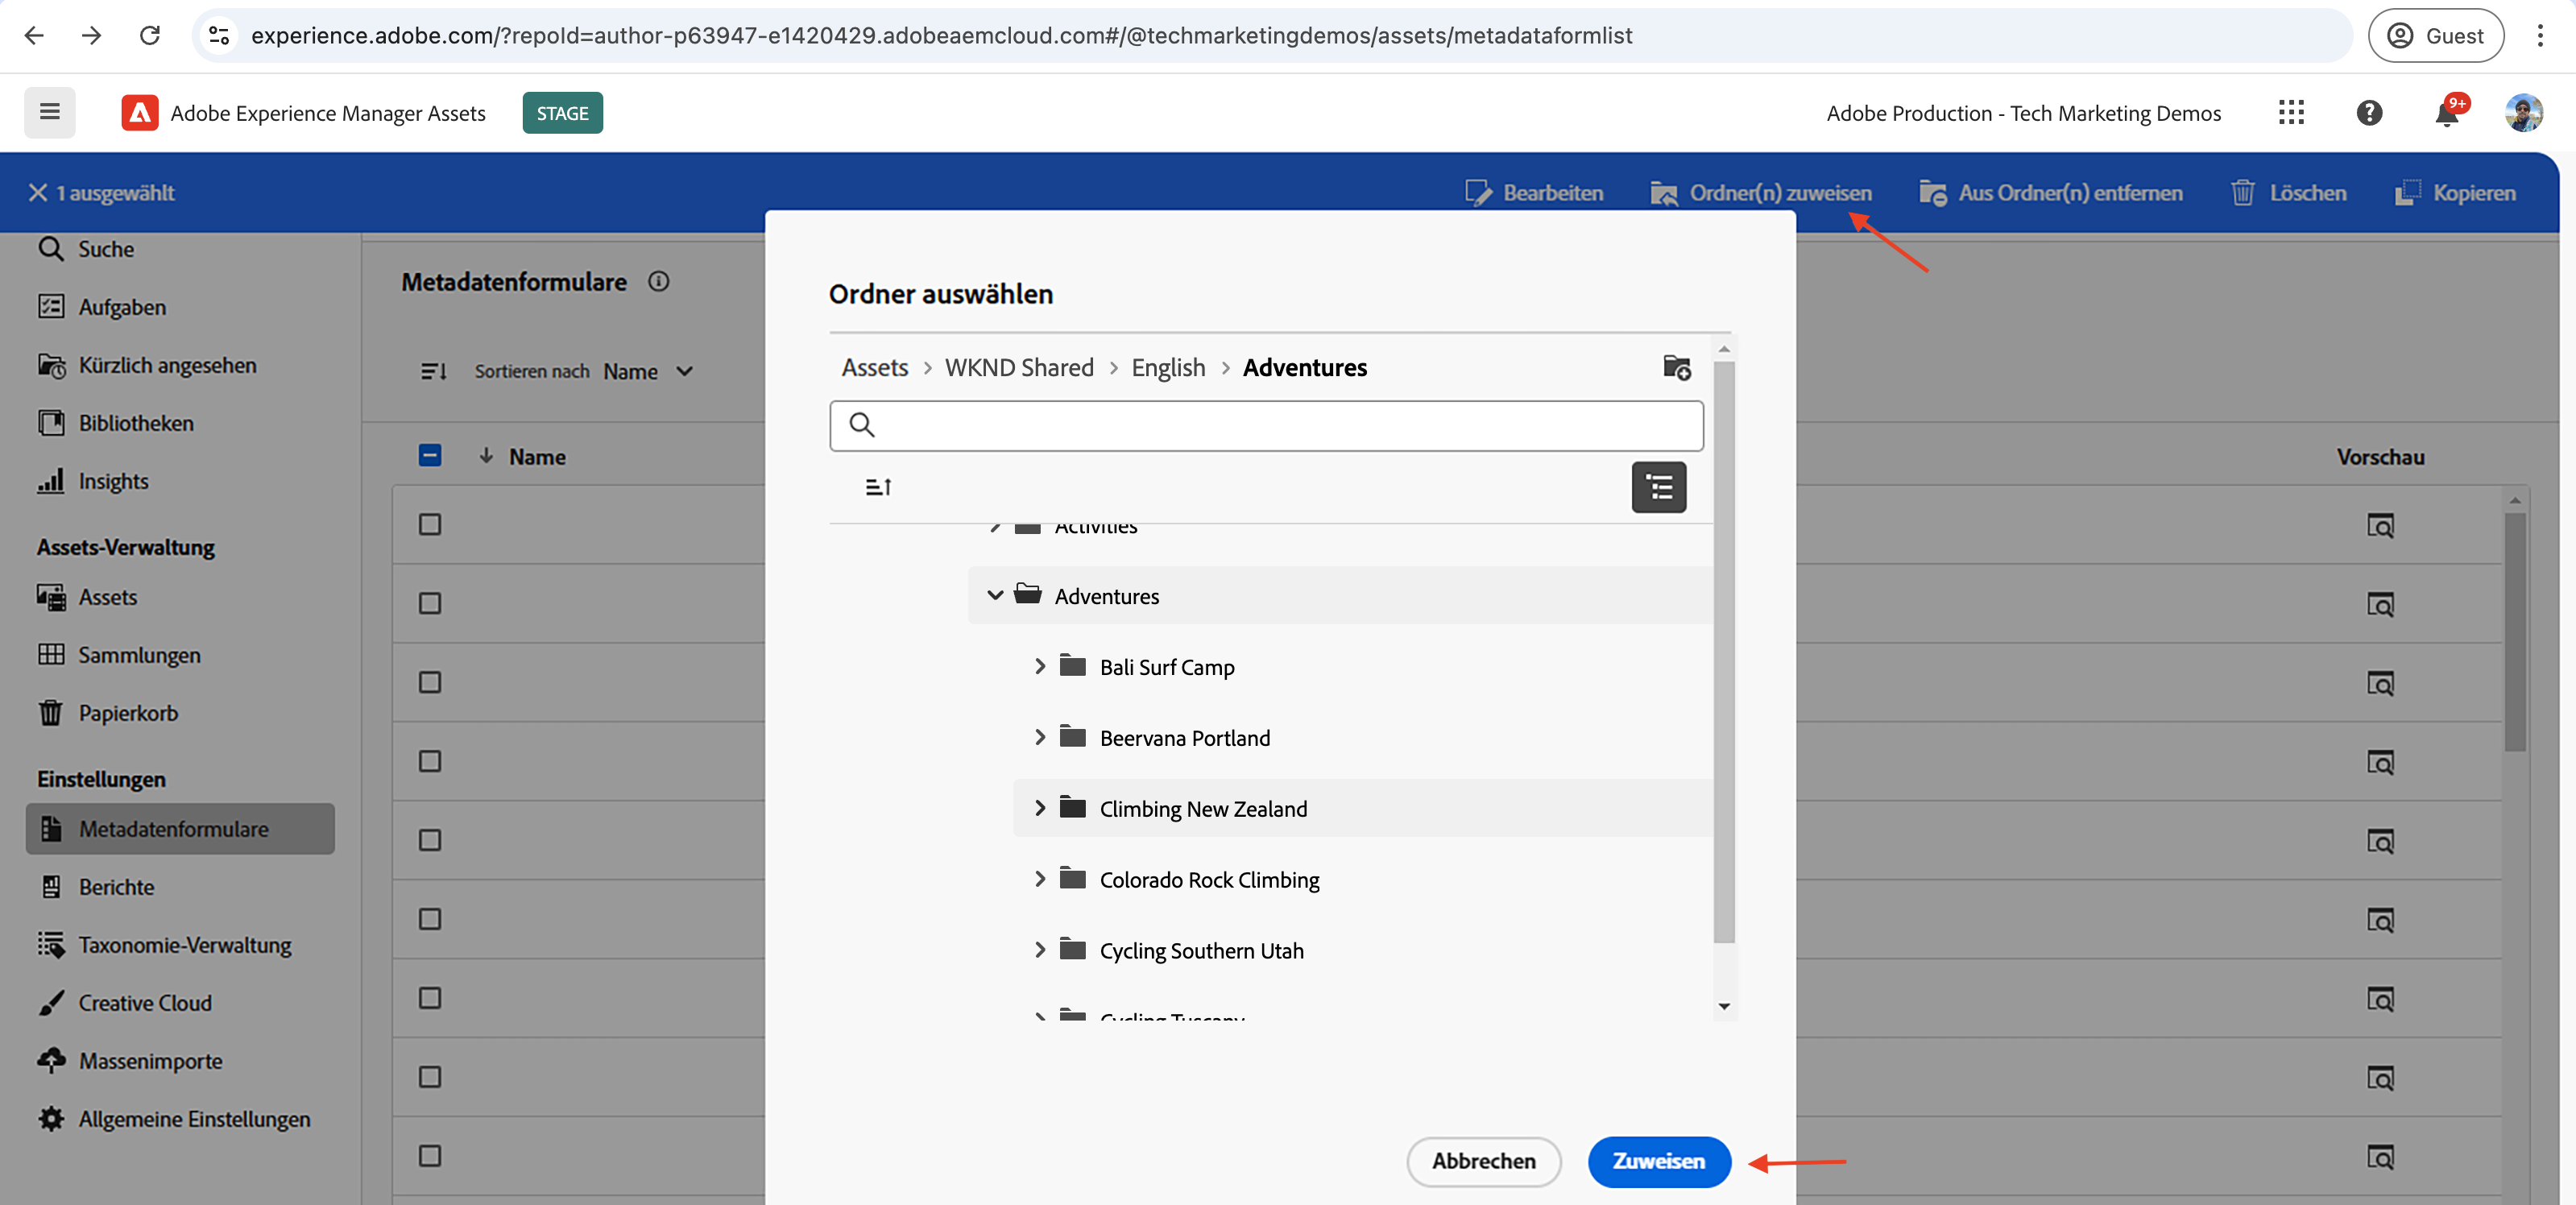 experience.adobe.com/?repoId=author-p63947-e1420429.adobeaemcloud.com#/@techmarketingdemos/assets/metadataformlist
Guest
Adobe Experience Manager Assets
STAGE
Adobe Production - Tech Marketing Demos
9+
1 ausgewählt
Bearbeiten
Ordner(n) zuweisen
Aus Ordner(n) entfernen
Löschen
Kopieren
Suche
Aufgaben
Kürzlich angesehen
Bibliotheken
Insights
Assets-Verwaltung
Assets
Sammlungen
Papierkorb
Einstellungen
Metadatenformulare
Berichte
Taxonomie-Verwaltung
Creative Cloud
Massenimporte
Allgemeine Einstellungen
Metadatenformulare
Sortieren nach Name
Name
Vorschau
Ordner auswählen
Assets > WKND Shared > English > Adventures
Activities
Adventures
Bali Surf Camp
Beervana Portland
Climbing New Zealand
Colorado Rock Climbing
Cycling Southern Utah
Cycling Tuscany
Abbrechen
Zuweisen